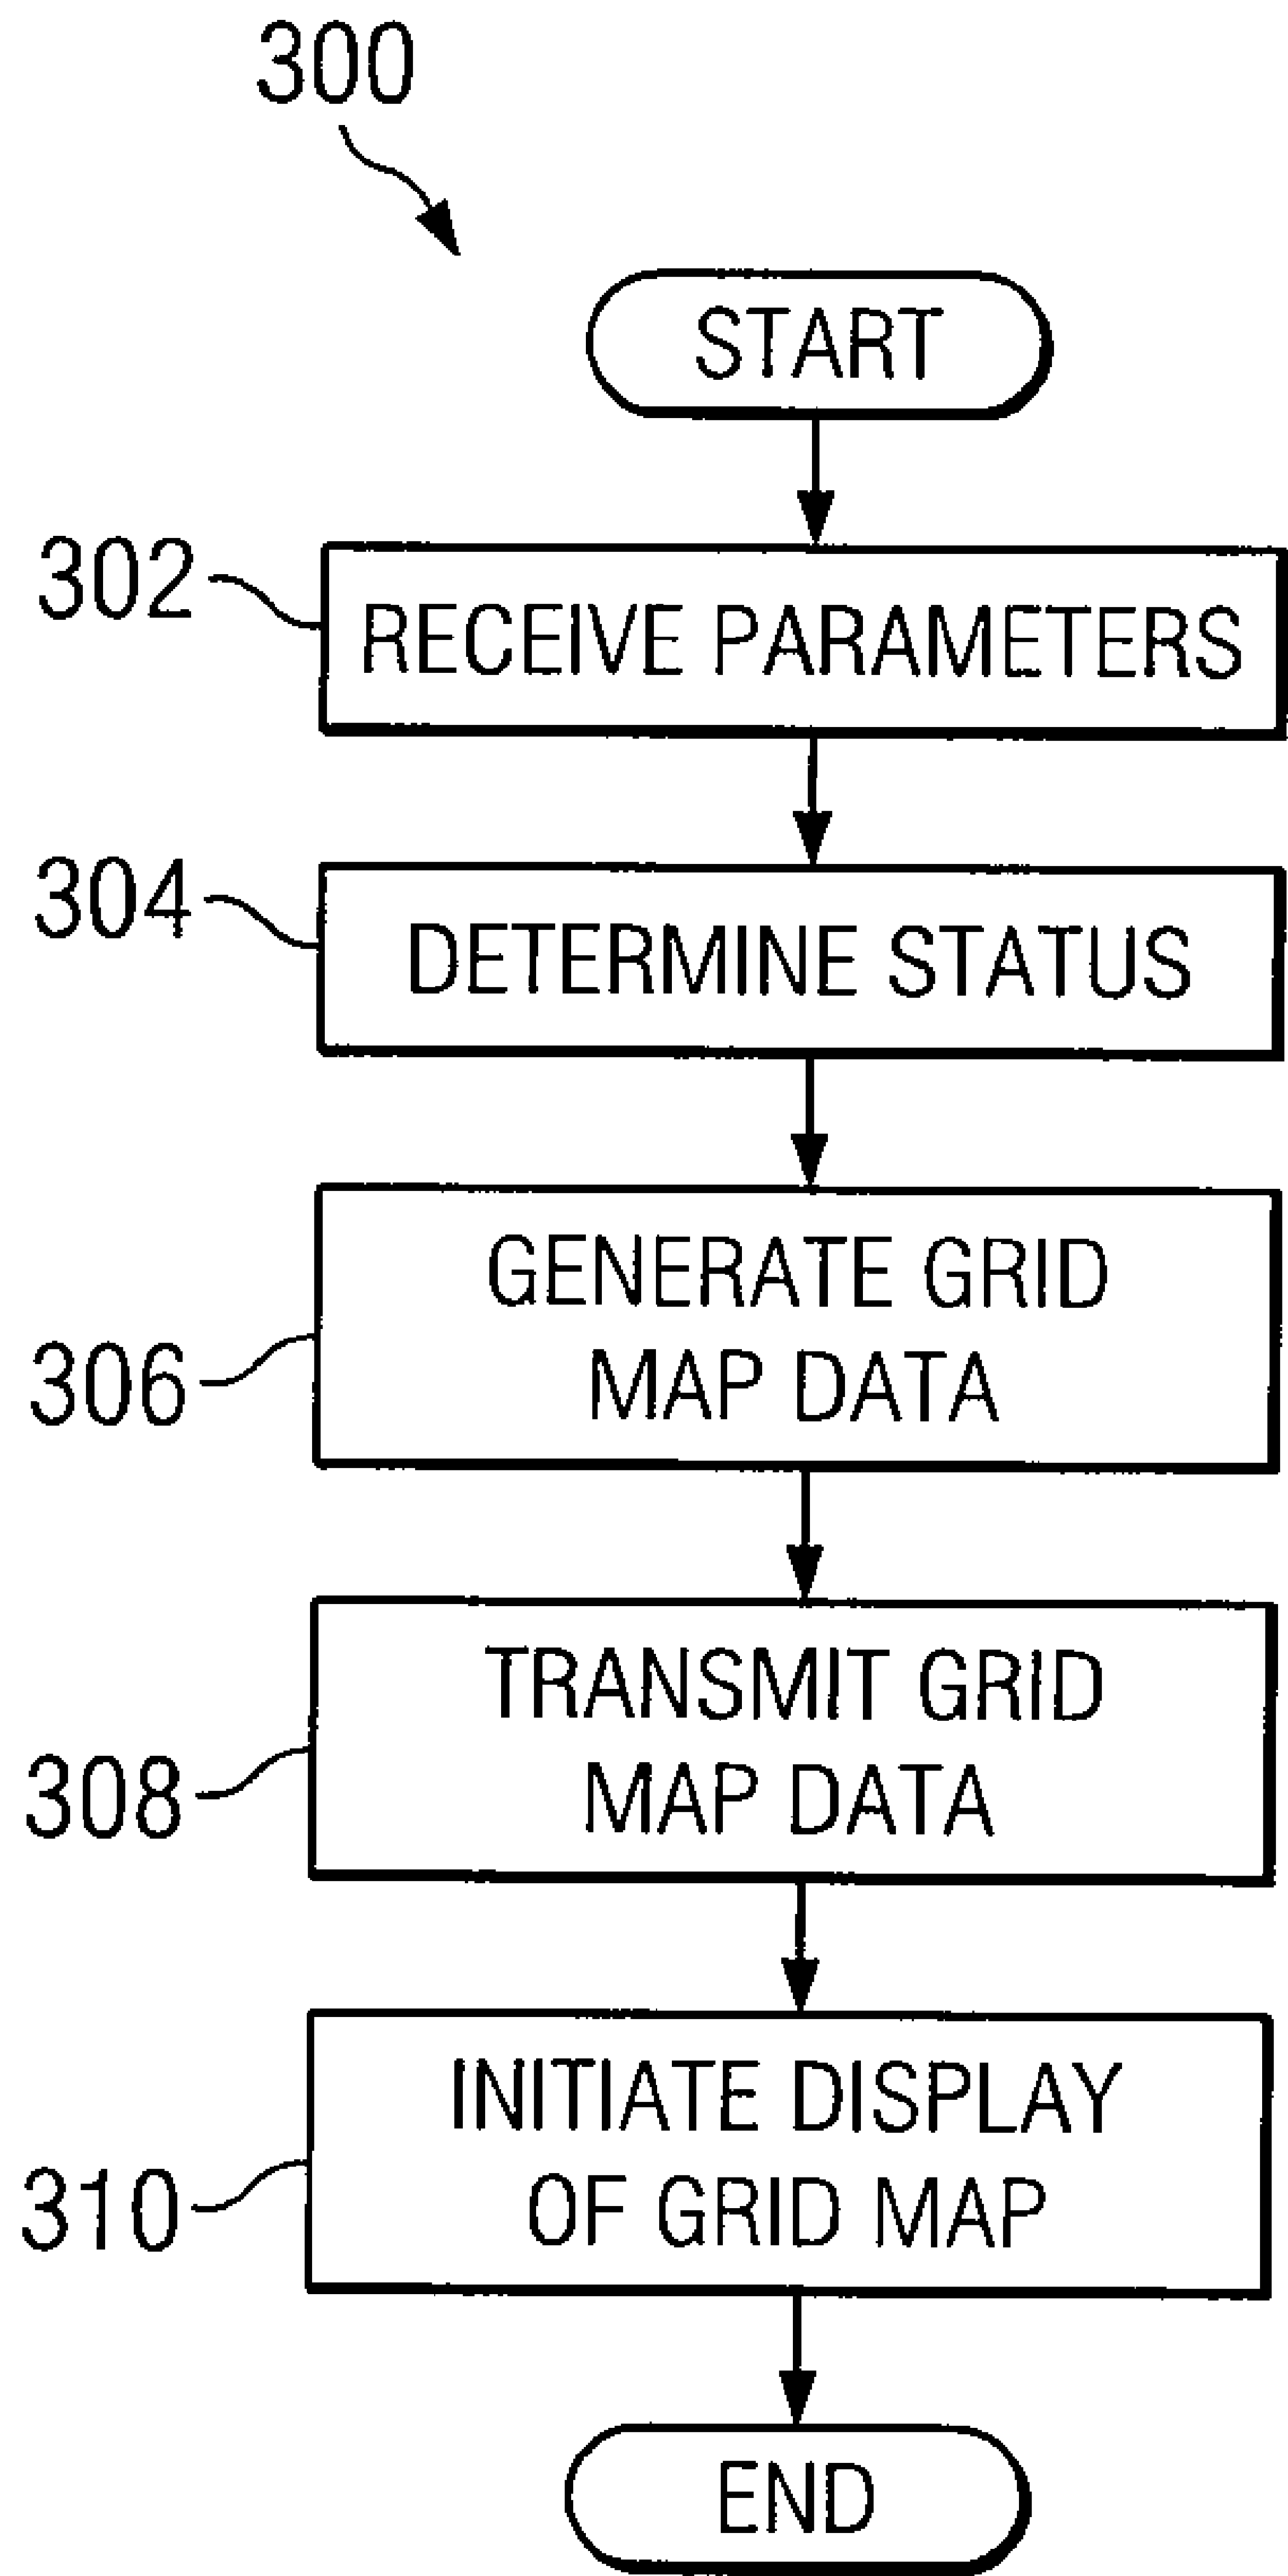 300
START
302
RECEIVE PARAMETERS
304
DETERMINE STATUS
306
GENERATE GRID
MAP DATA
308
TRANSMIT GRID
MAP DATA
310
INITIATE DISPLAY
OF GRID MAP
END